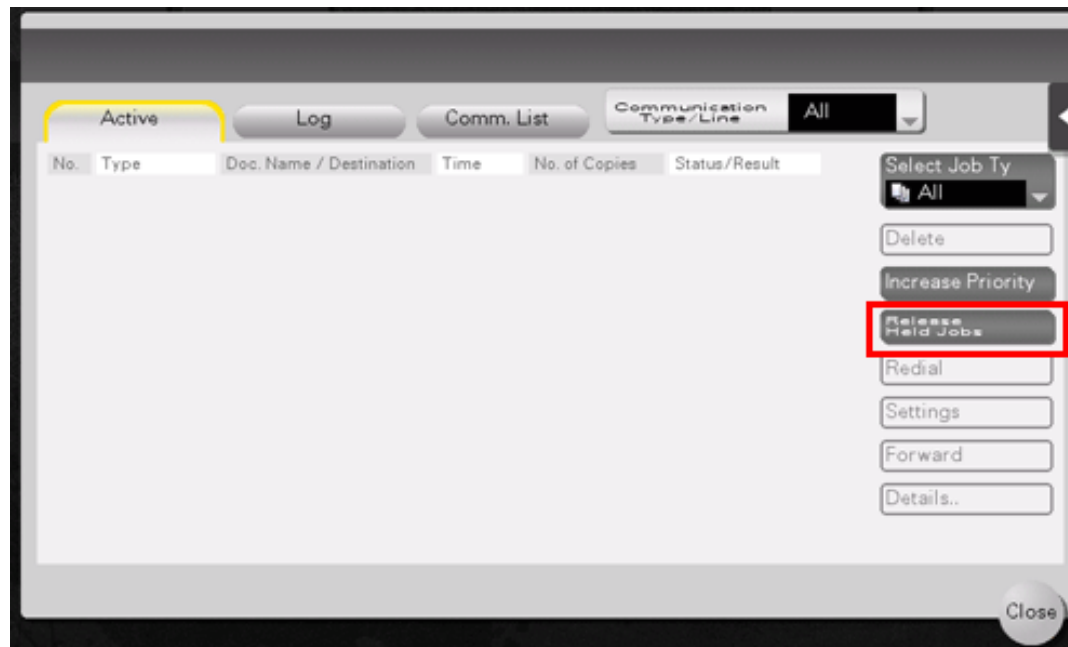 Active
Log
Comm. List
Communication
Type/Line
All
No.
Type
Doc. Name / Destination
Time
No. of Copies
Status/Result
Select Job Ty
All
Delete
Increase Priority
Release
Held Jobs
Redial
Settings
Forward
Details..
Close